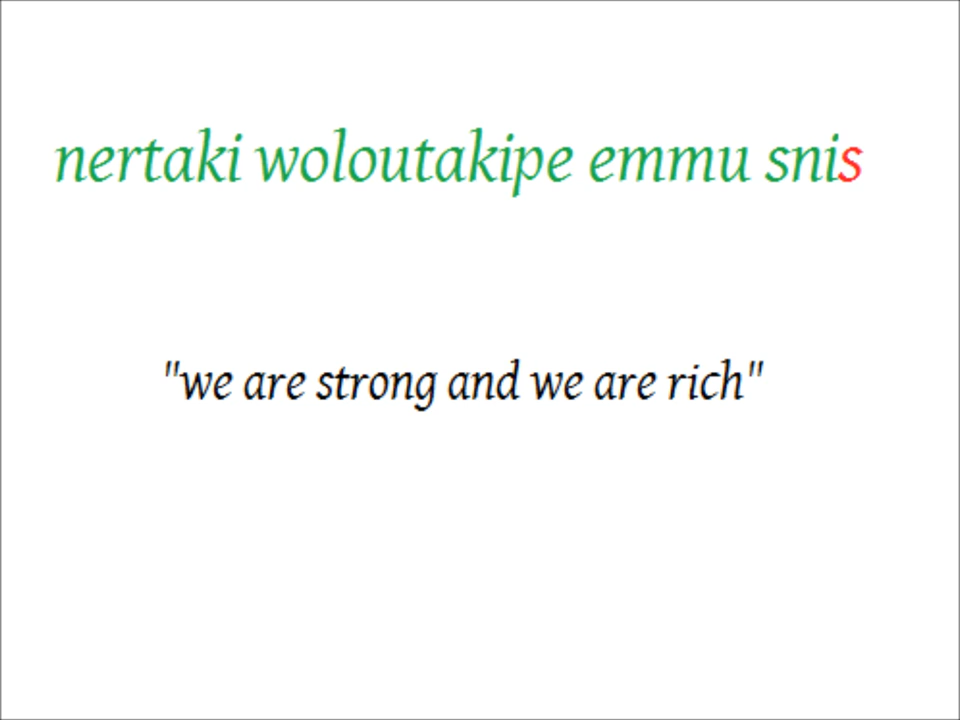 nertaki woloutakipe emmu snis
"we are strong and we are rich"